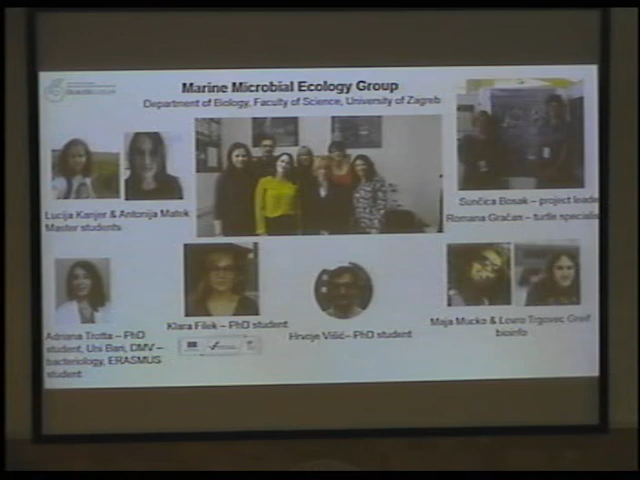 Marine Microbial Ecology Group
Department of Biology, Faculty of Science, University of Zagreb
Lucija Kanjer & Antonija Matek
Master students
Sunčica Bosak – project leade
Romana Gračan – turtle specialis
Adriana Trotta – PhD
student, Uni Bari, DMV –
bacteriology, ERASMUS
student
Klara Filek – PhD student
Hrvoje Višić – PhD student
Maja Mucko & Lovro Trgovec Greif
bioinfo